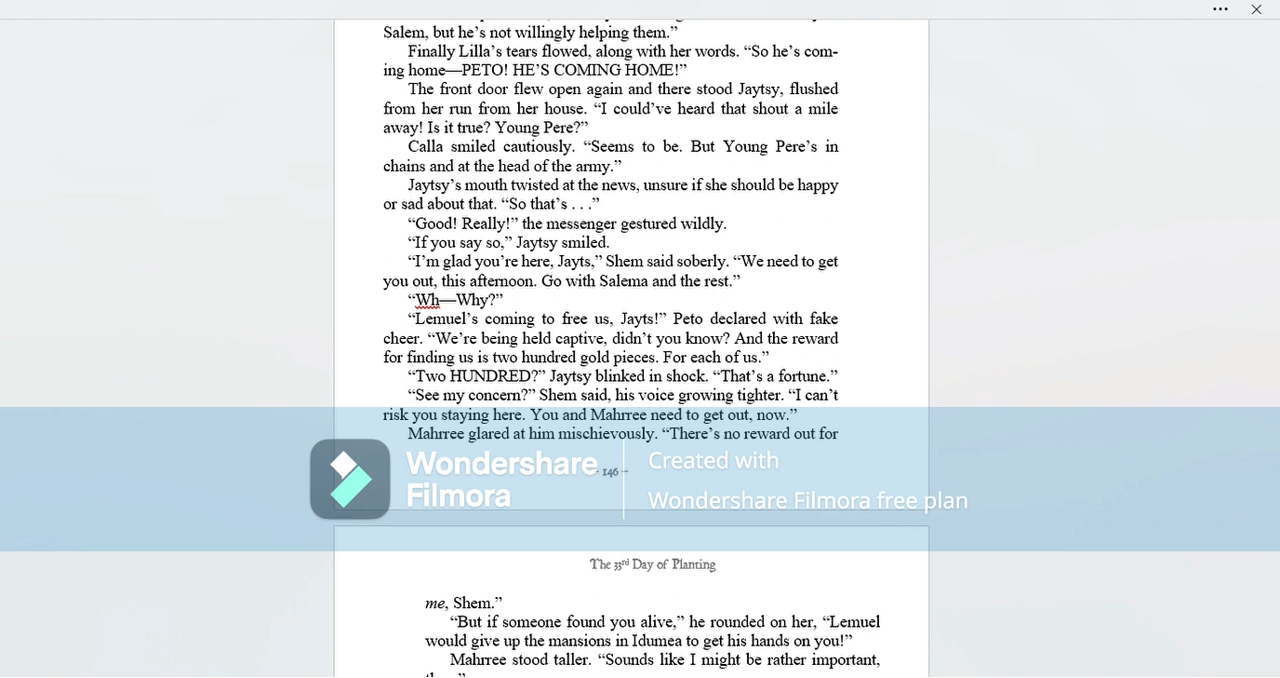 Salem, but he's not willingly helping them.”
Finally Lilla's tears flowed, along with her words. “So he's com-
ing home—PETO! HE'S COMING HOME!”
The front door flew open again and there stood Jaytsy, flushed
from her run from her house. “I could've heard that shout a mile
away! Is it true? Young Pere?”
Calla smiled cautiously. “Seems to be. But Young Pere's in
chains and at the head of the army.”
Jaytsy's mouth twisted at the news, unsure if she should be happy
or sad about that. “So that's . . .”
“Good! Really!” the messenger gestured wildly.
“If you say so,” Jaytsy smiled.
“I'm glad you're here, Jayts,” Shem said soberly. “We need to get
you out, this afternoon. Go with Salema and the rest.”
“Wh—Why?”
“Lemuel's coming to free us, Jayts!” Peto declared with fake
cheer. “We're being held captive, didn't you know? And the reward
for finding us is two hundred gold pieces. For each of us.”
“Two HUNDRED?” Jaytsy blinked in shock. “That's a fortune.”
“See my concern?” Shem said, his voice growing tighter. “I can't
risk you staying here. You and Mahrree need to get out, now.”
Mahrree glared at him mischievously. “There's no reward out for
- 146 -
Wondershare
Filmora
Created with
Wondershare Filmora free plan
The 33rd Day of Planting
me, Shem.”
“But if someone found you alive,” he rounded on her, “Lemuel
would give up the mansions in Idumea to get his hands on you!”
Mahrree stood taller. “Sounds like I might be rather important,